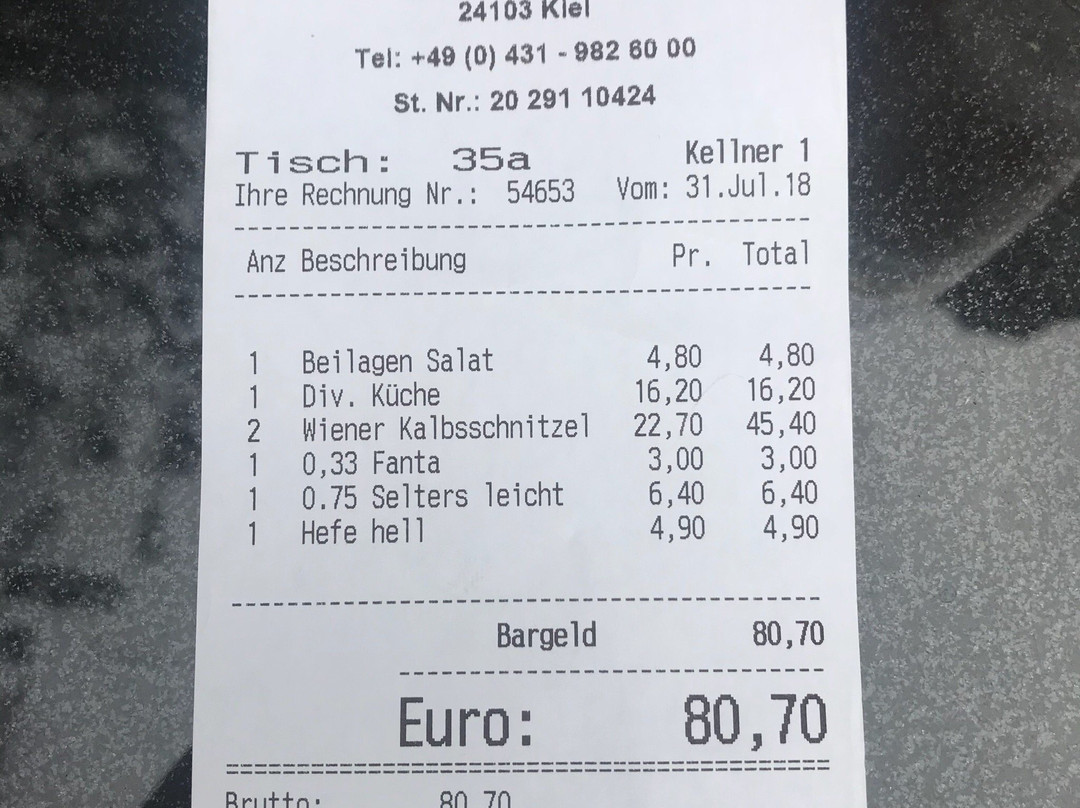 24103 Kiel
Tel: +49 (0) 431 - 982 60 00
St. Nr.: 20 291 10424
Tisch: 35a Kellner 1
Ihre Rechnung Nr.: 54653 Vom: 31.Jul.18
Anz Beschreibung Pr. Total
1 Beilagen Salat 4,80 4,80
1 Div. Küche 16,20 16,20
2 Wiener Kalbsschnitzel 22,70 45,40
1 0,33 Fanta 3,00 3,00
1 0.75 Selters leicht 6,40 6,40
1 Hefe hell 4,90 4,90
Bargeld 80,70
Euro: 80,70
Brutto: 80,70